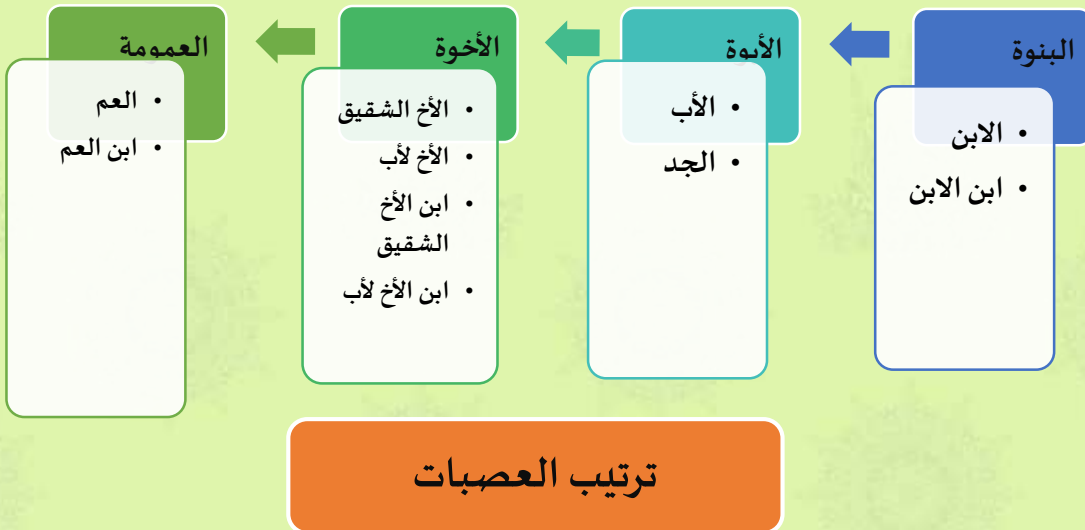 البنوة
• الابن
• ابن الابن
الأبوة
• الأب
• الجد
الأخوة
• الأخ الشقيق
• الأخ لأب
• ابن الأخ
الشقيق
• ابن الأخ لأب
العمومة
• العم
• ابن العم
ترتيب العصبات